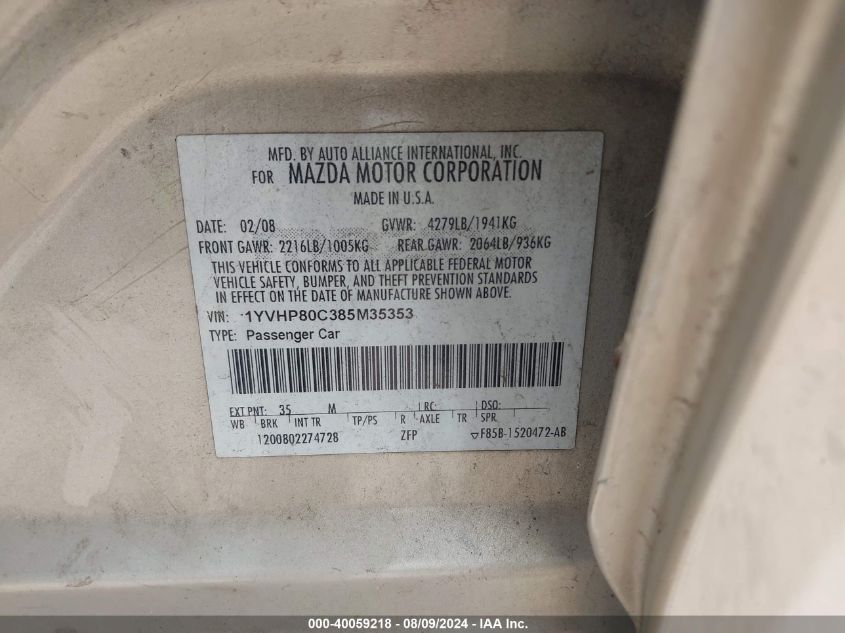 MFD. BY AUTO ALLIANCE INTERNATIONAL, INC.
FOR MAZDA MOTOR CORPORATION
MADE IN U.S.A.
DATE: 02/08 GVWR: 4279LB/1941KG
FRONT GAWR: 2216LB/1005KG REAR GAWR: 2064LB/936KG
THIS VEHICLE CONFORMS TO ALL APPLICABLE FEDERAL MOTOR
VEHICLE SAFETY, BUMPER, AND THEFT PREVENTION STANDARDS
IN EFFECT ON THE DATE OF MANUFACTURE SHOWN ABOVE.
VIN: 1YVHP80C385M35353
TYPE: Passenger Car
EXT PNT: 35 M RC: DSO:
WB BRK INT TR TP/PS R AXLE TR SPR
1200802274728 ZFP F85B-1520472-AB
000-40059218 - 08/09/2024 - IAA Inc.